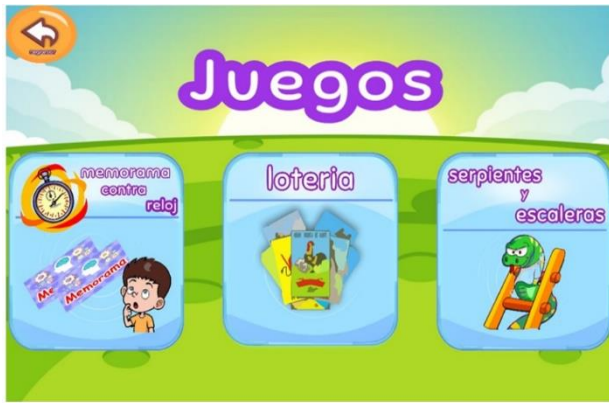 Juegos
memorama
contra
reloj
Memorama
loteria
serpientes
y
escaleras